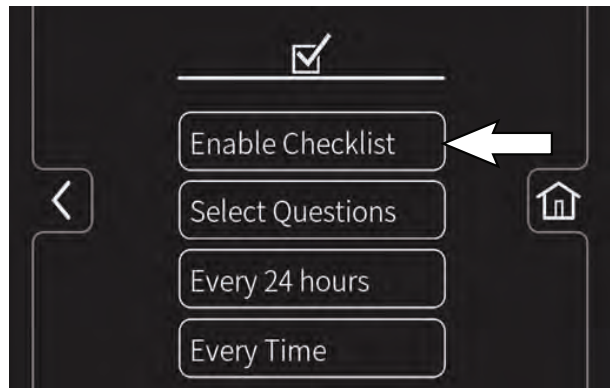 Enable Checklist
Select Questions
Every 24 hours
Every Time